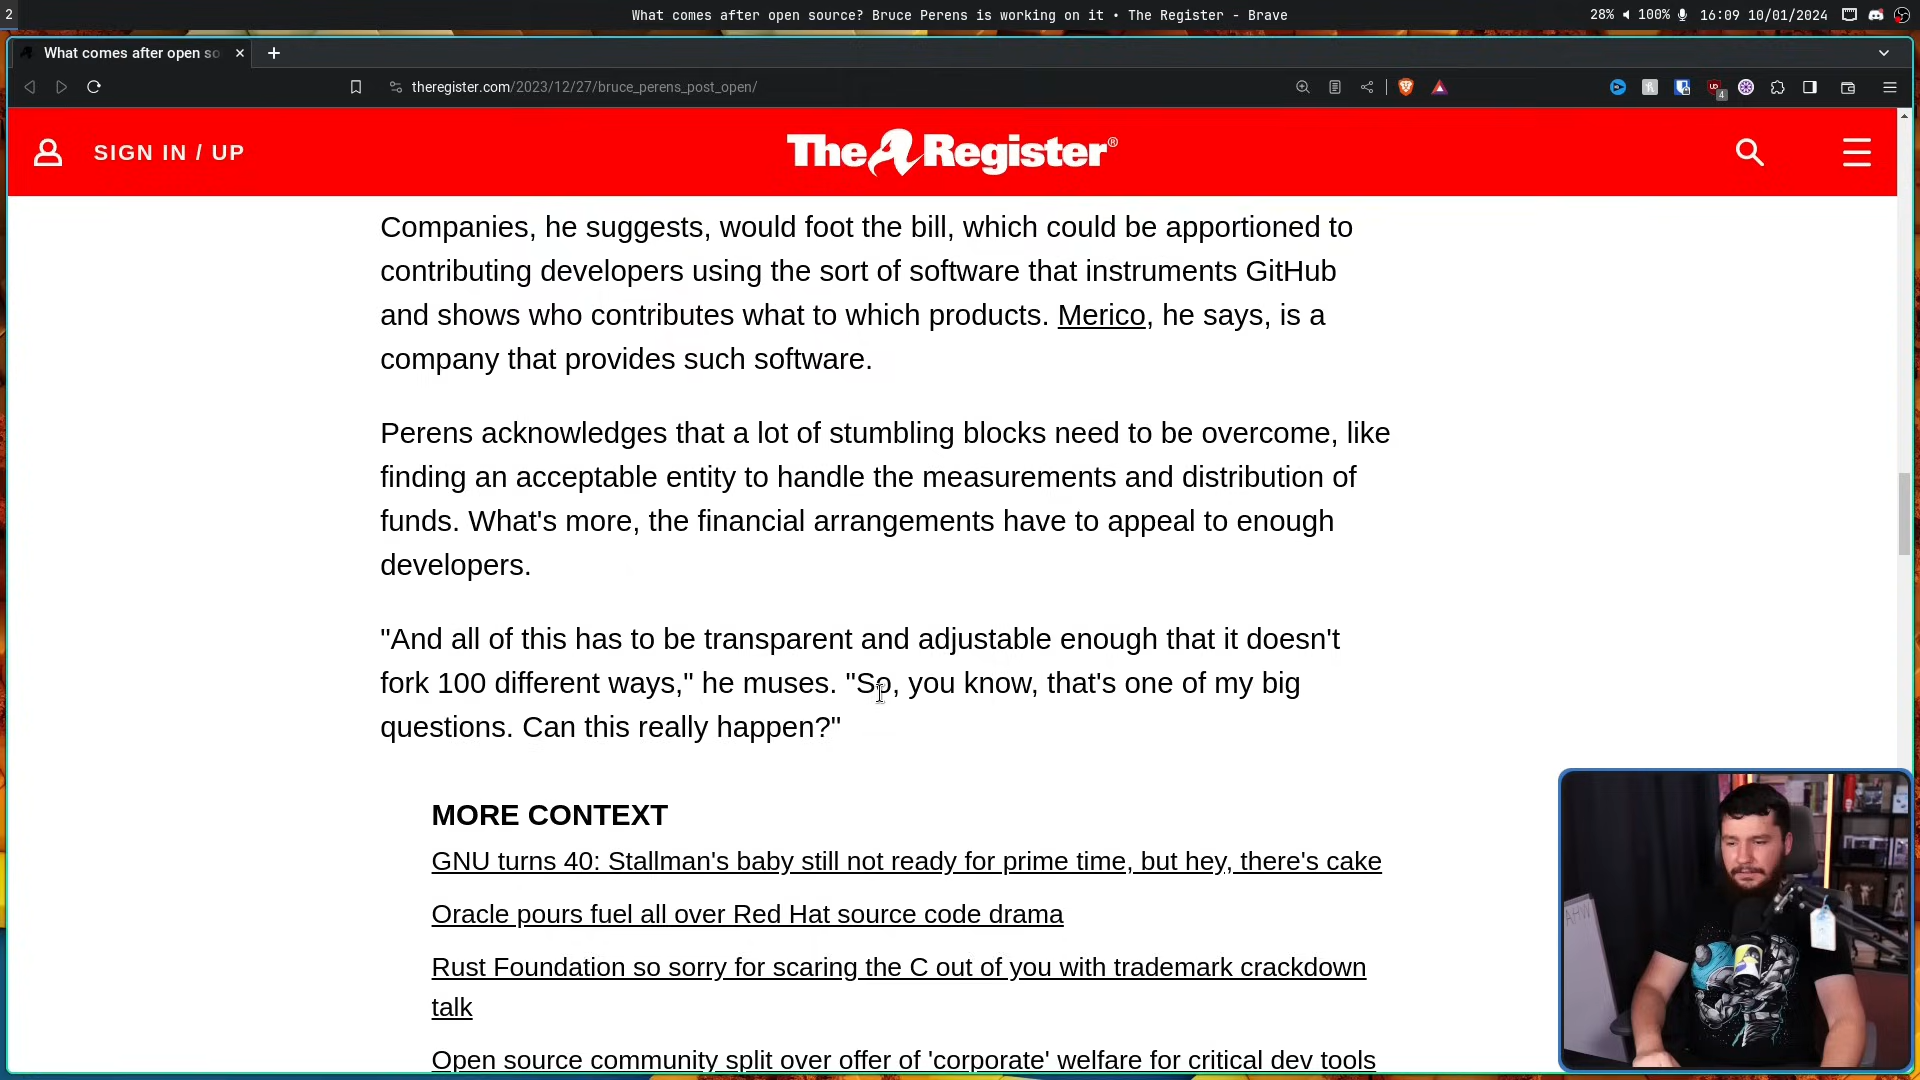 2
What comes after open source? Bruce Perens is working on it • The Register - Brave
28% 100% 16:09 10/01/2024
What comes after open so
theregister.com/2023/12/27/bruce_perens_post_open/
4
SIGN IN / UP
The Register®
Companies, he suggests, would foot the bill, which could be apportioned to
contributing developers using the sort of software that instruments GitHub
and shows who contributes what to which products. Merico, he says, is a
company that provides such software.
Perens acknowledges that a lot of stumbling blocks need to be overcome, like
finding an acceptable entity to handle the measurements and distribution of
funds. What's more, the financial arrangements have to appeal to enough
developers.
"And all of this has to be transparent and adjustable enough that it doesn't
fork 100 different ways," he muses. "So, you know, that's one of my big
questions. Can this really happen?"
MORE CONTEXT
GNU turns 40: Stallman's baby still not ready for prime time, but hey, there's cake
Oracle pours fuel all over Red Hat source code drama
Rust Foundation so sorry for scaring the C out of you with trademark crackdown
talk
Open source community split over offer of 'corporate' welfare for critical dev tools